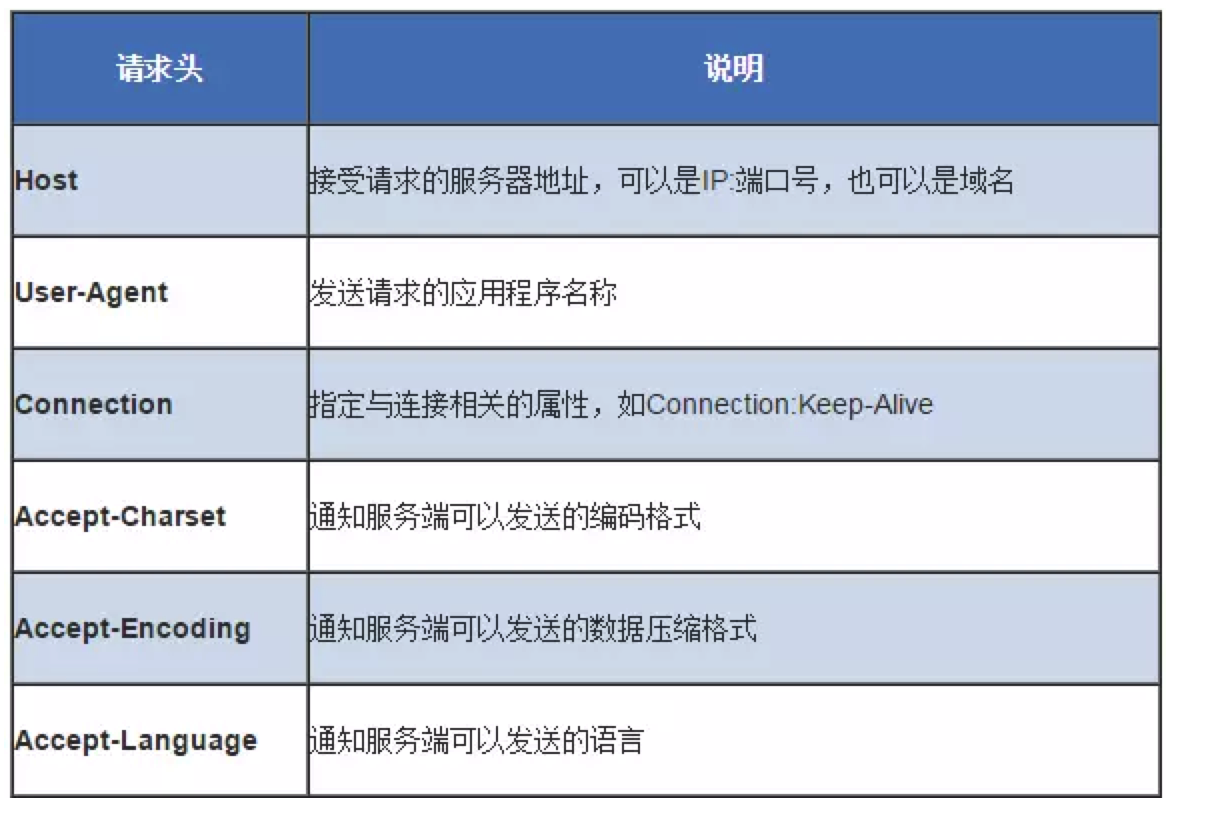 请求头 说明
Host 接受请求的服务器地址，可以是IP:端口号，也可以是域名
User-Agent 发送请求的应用程序名称
Connection 指定与连接相关的属性，如Connection:Keep-Alive
Accept-Charset 通知服务端可以发送的编码格式
Accept-Encoding 通知服务端可以发送的数据压缩格式
Accept-Language 通知服务端可以发送的语言